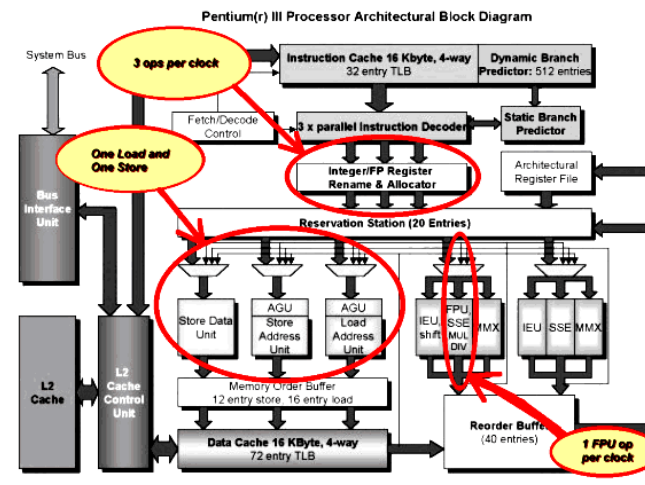 Pentium(r) III Processor Architectural Block Diagram
System Bus
3 ops per clock
Instruction Cache 16 Kbyte, 4-way
32 entry TLB
Dynamic Branch
Predictor: 512 entries
Fetch/Decode
Control
3 x parallel Instruction Decoder
Static Branch
Predictor
One Load and
One Store
Integer/FP Register
Rename & Allocator
Architectural
Register File
Bus
Interface
Unit
Reservation Station (20 Entries)
Store Data
Unit
AGU
Store
Address
Unit
AGU
Load
Address
Unit
IEU,
shift
FPU,
SSE
MUL
DIV
MMX
IEU
SSE
MMX
L2
Cache
L2
Cache
Control
Unit
Memory Order Buffer
12 entry store, 16 entry load
Data Cache 16 KByte, 4-way
72 entry TLB
Reorder Buffer
(40 entries)
1 FPU op
per clock